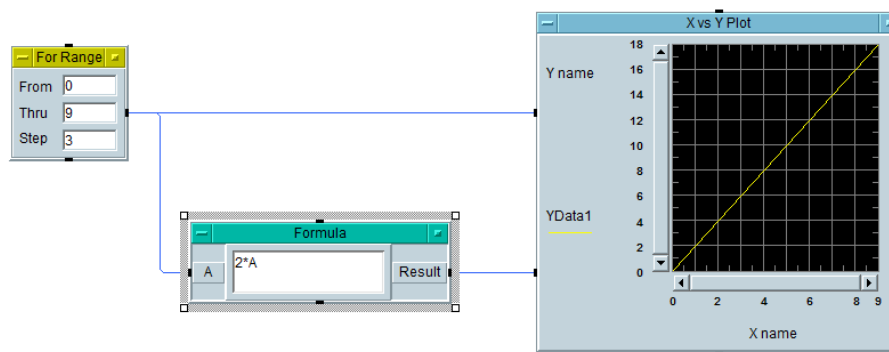 For Range
From 0
Thru 9
Step 3
Formula
A
2*A
Result
X vs Y Plot
Y name
YData1
18
16
14
12
10
8
6
4
2
0
0 2 4 6 8 9
X name